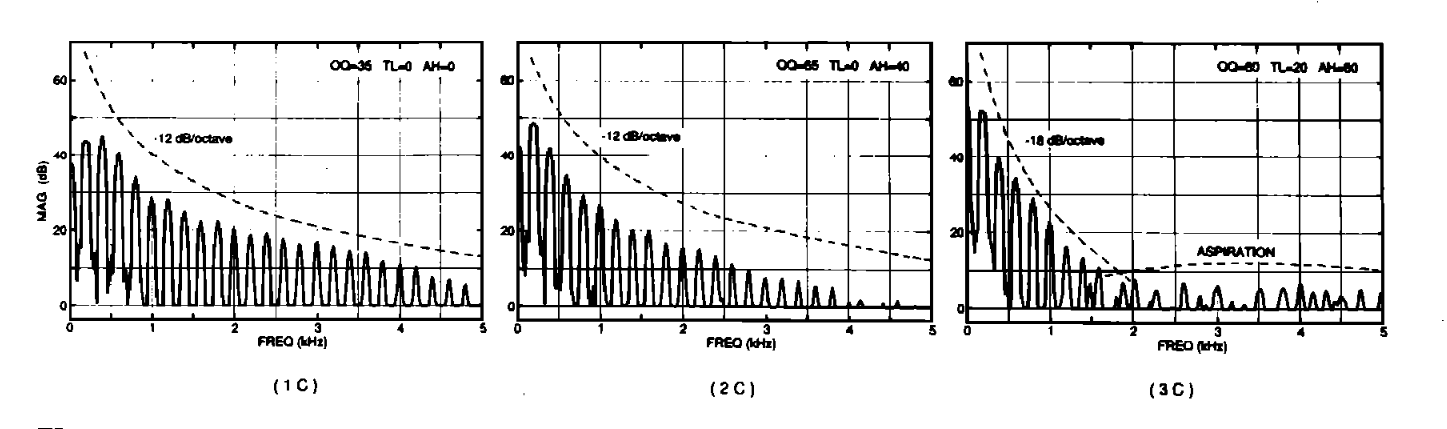 OQ=35 TL=0 AH=0
-12 dB/octave
MAG (dB)
60
40
20
0
0 1 2 3 4 5
FREQ (kHz)
(1C)
OQ=65 TL=0 AH=40
-12 dB/octave
60
40
20
0
0 1 2 3 4 5
FREQ (kHz)
(2C)
OQ=80 TL=20 AH=60
-18 dB/octave
ASPIRATION
60
40
20
0
0 1 2 3 4 5
FREQ (kHz)
(3C)